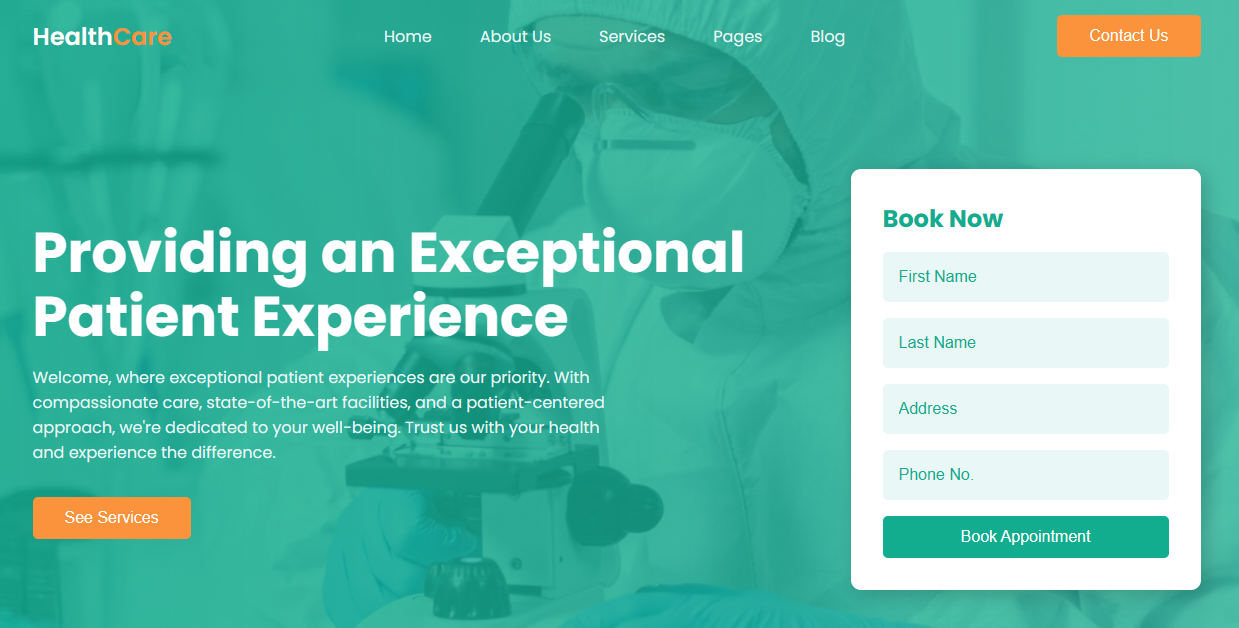 HealthCare
Home
About Us
Services
Pages
Blog
Contact Us
Providing an Exceptional
Patient Experience
Welcome, where exceptional patient experiences are our priority. With
compassionate care, state-of-the-art facilities, and a patient-centered
approach, we're dedicated to your well-being. Trust us with your health
and experience the difference.
See Services
Book Now
First Name
Last Name
Address
Phone No.
Book Appointment